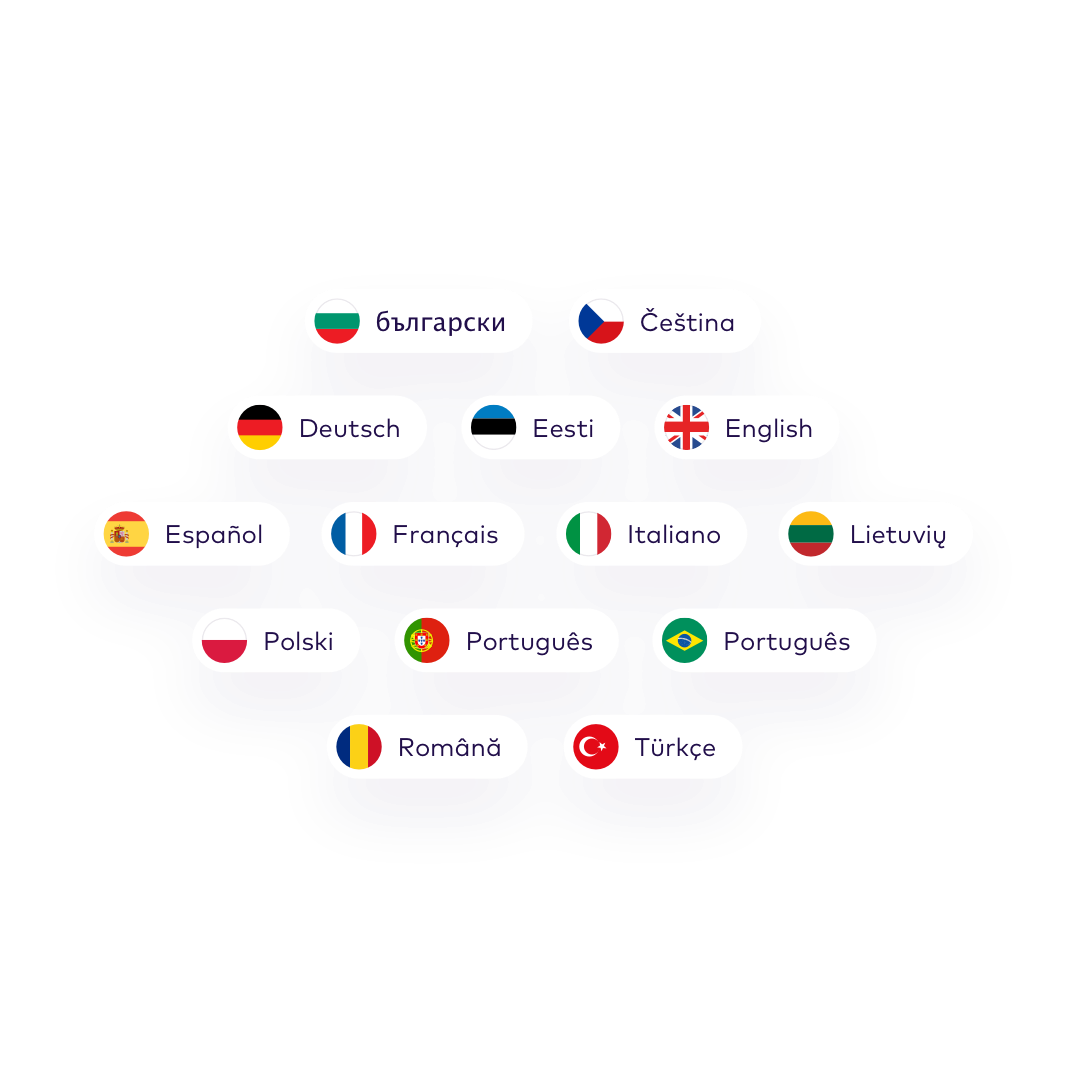 български Čeština
Deutsch Eesti English
Español Français Italiano Lietuvių
Polski Português Português
Română Türkçe